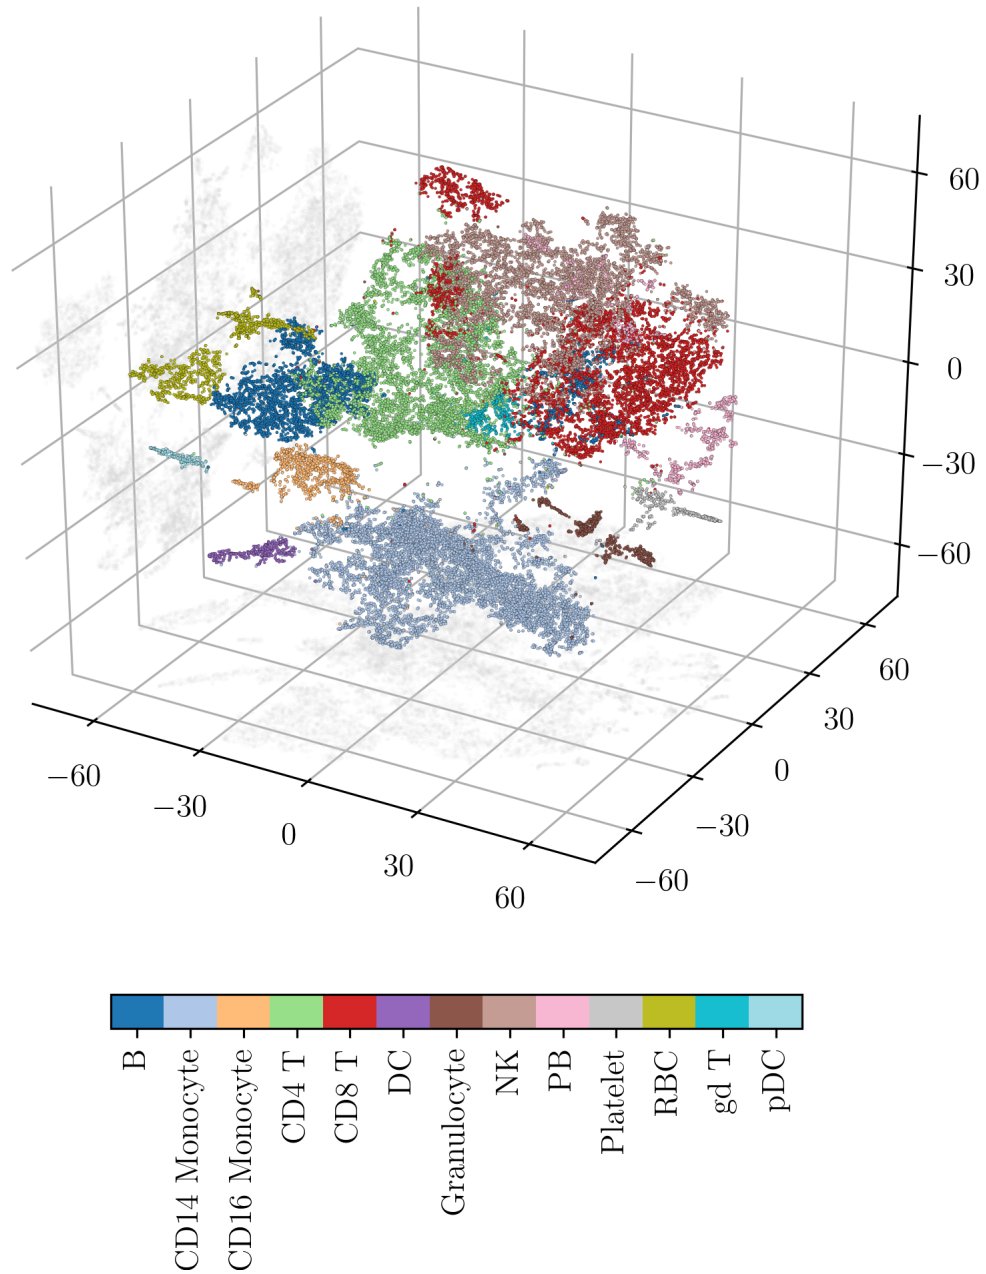 60
30
0
−30
−60
60
30
0
−30
−60
−60
−30
0
30
60
B
CD14 Monocyte
CD16 Monocyte
CD4 T
CD8 T
DC
Granulocyte
NK
PB
Platelet
RBC
gd T
pDC